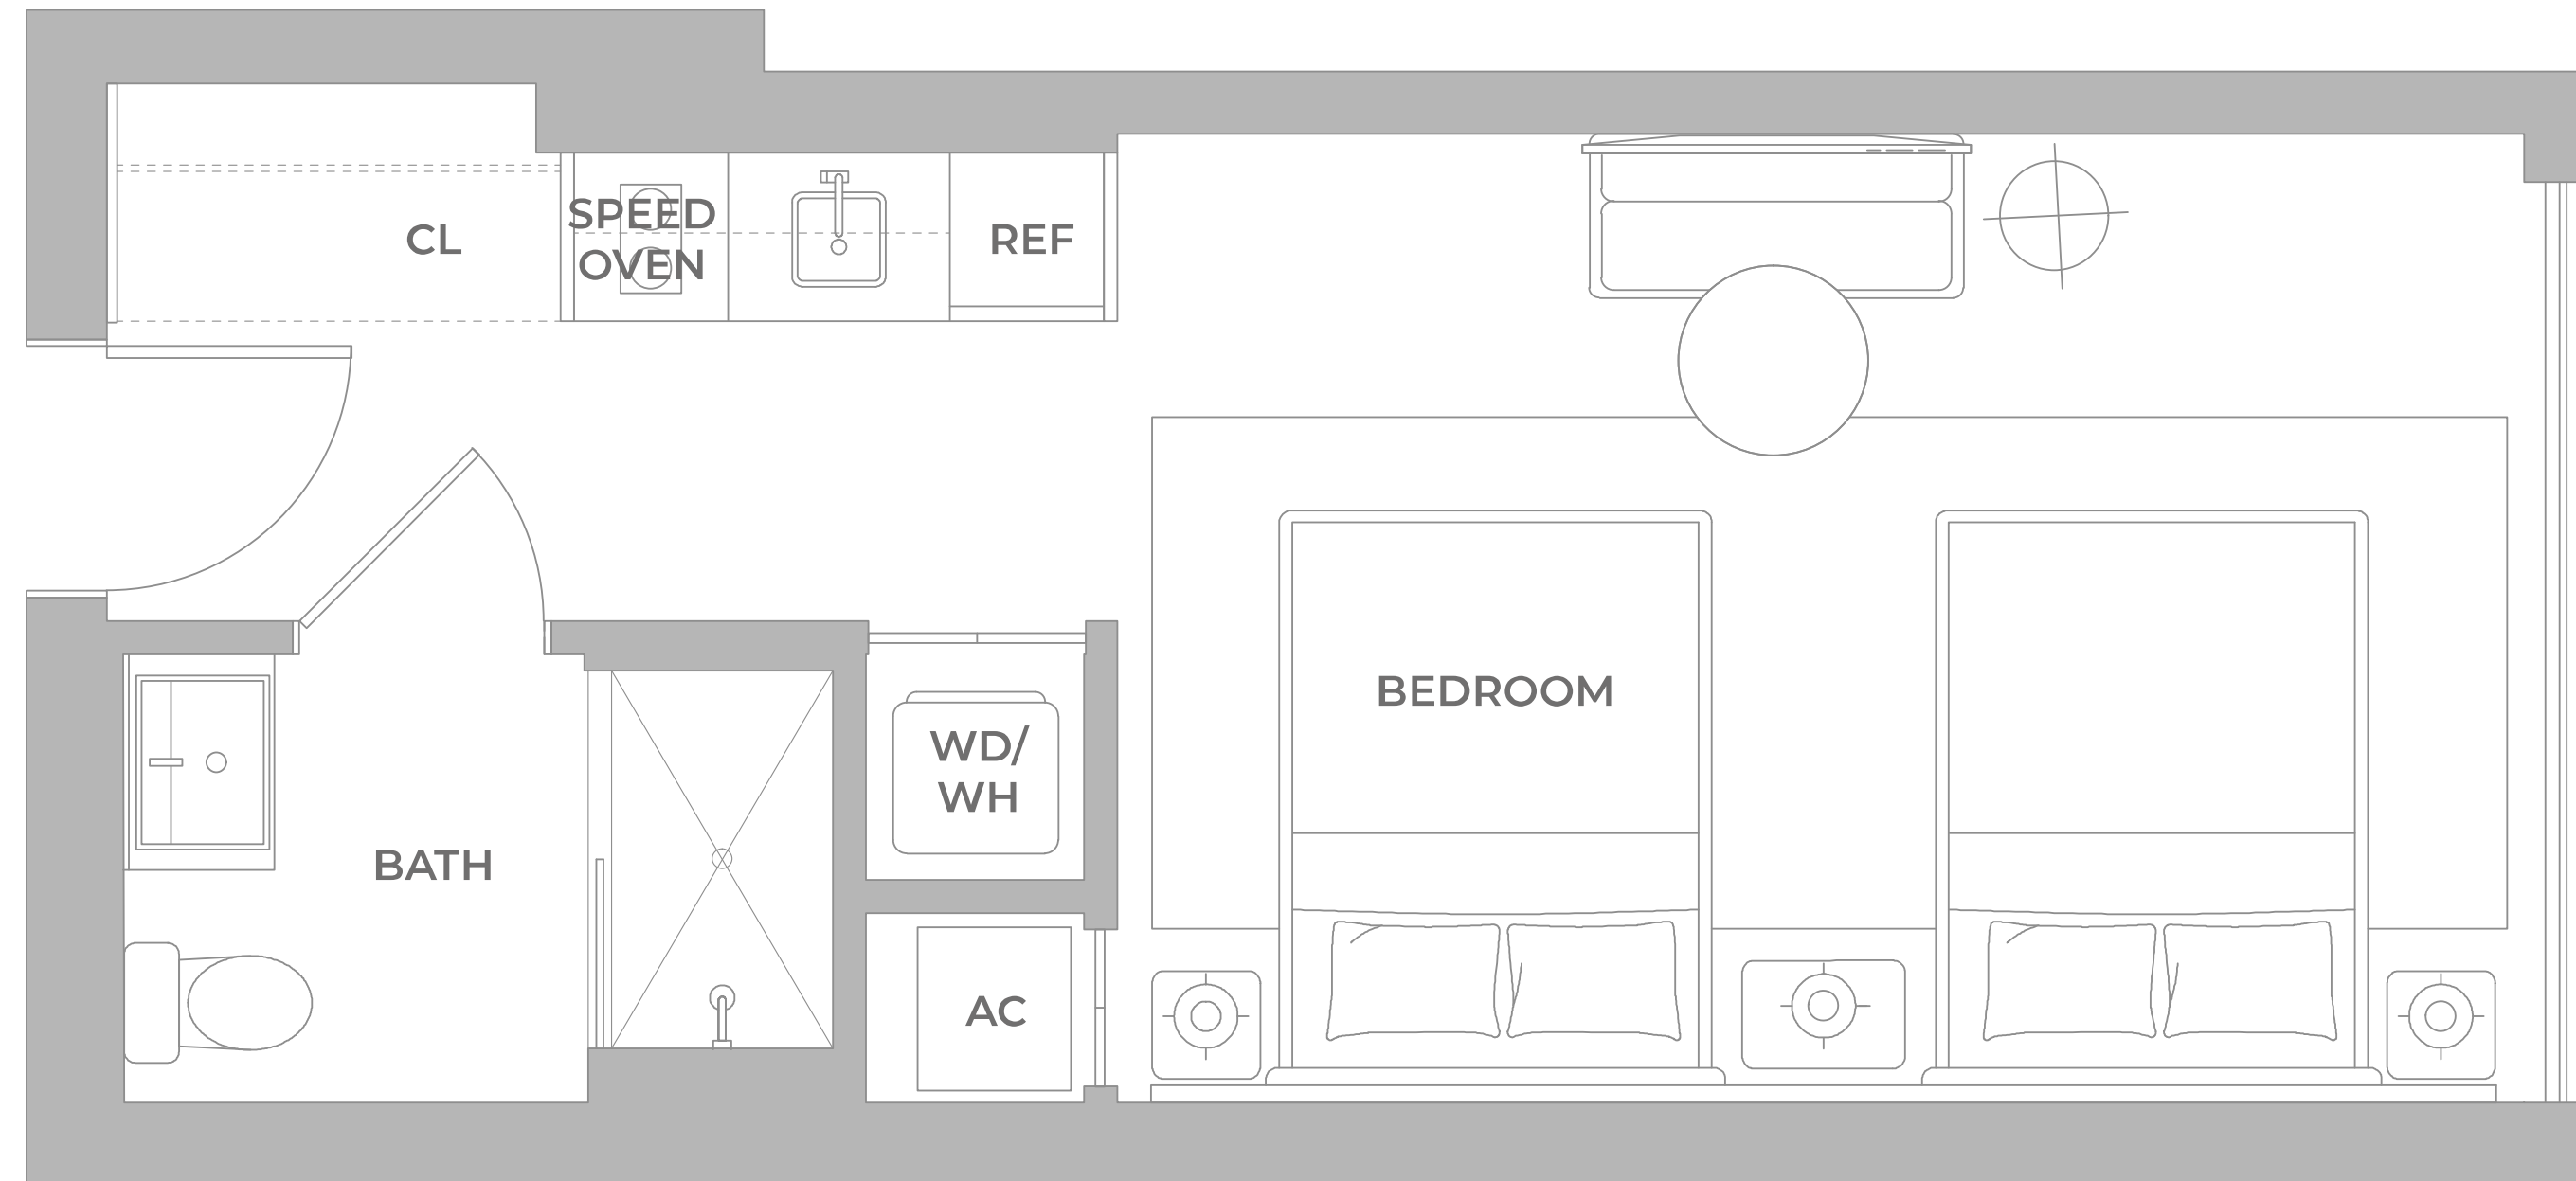 CL
SPEED
OVEN
REF
BEDROOM
WD/
WH
BATH
AC